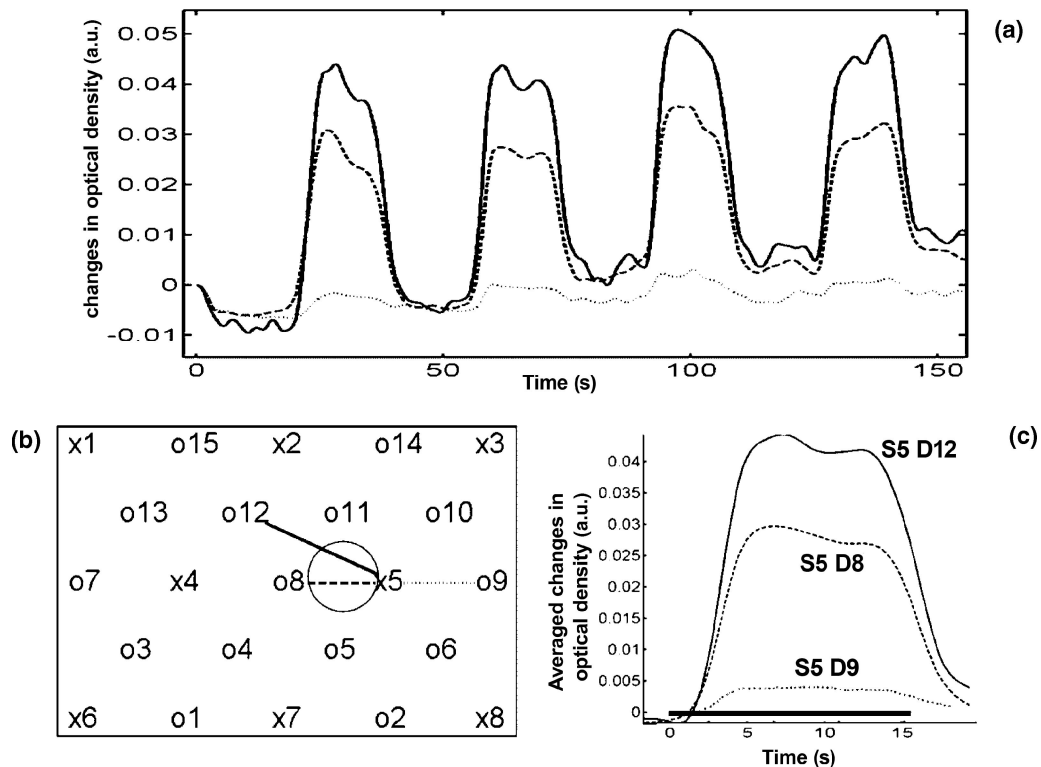 (a)
changes in optical density (a.u.)
0.05
0.04
0.03
0.02
0.01
0
-0.01
0 50 100 150
Time (s)
(b)
x1 o15 x2 o14 x3
o13 o12 o11 o10
o7 x4 o8 x5 o9
o3 o4 o5 o6
x6 o1 x7 o2 x8
(c)
Averaged changes in
optical density (a.u.)
0.04
0.035
0.03
0.025
0.02
0.015
0.01
0.005
0
S5 D12
S5 D8
S5 D9
0 5 10 15
Time (s)